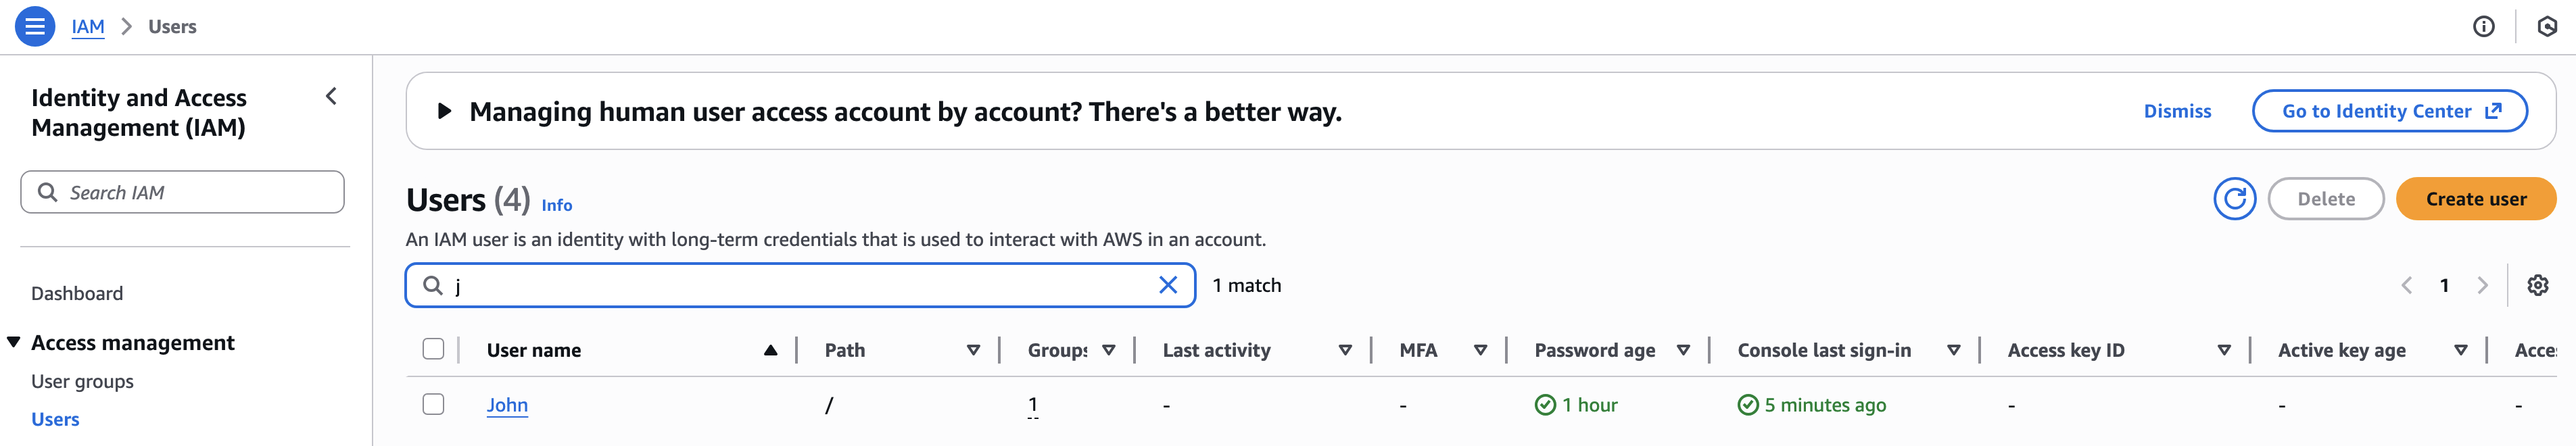 IAM > Users
Identity and Access
Management (IAM)
Search IAM
Dashboard
Access management
User groups
Users
Managing human user access account by account? There's a better way.
Dismiss
Go to Identity Center
Users (4) Info
Delete
Create user
An IAM user is an identity with long-term credentials that is used to interact with AWS in an account.
j
1 match
1
User name Path Groups Last activity MFA Password age Console last sign-in Access key ID Active key age Acces
John / 1 - - 1 hour 5 minutes ago - - -